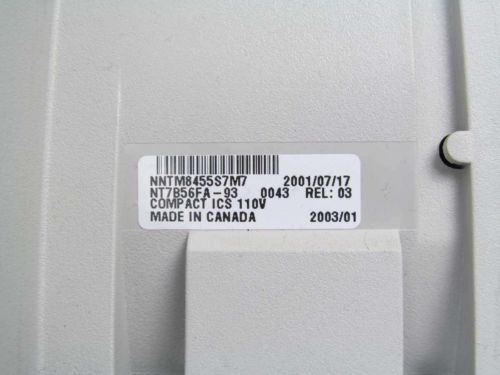 NNTM8455S7M7 2001/07/17
NT7B56FA-93 0043 REL: 03
COMPACT ICS 110V
MADE IN CANADA 2003/01